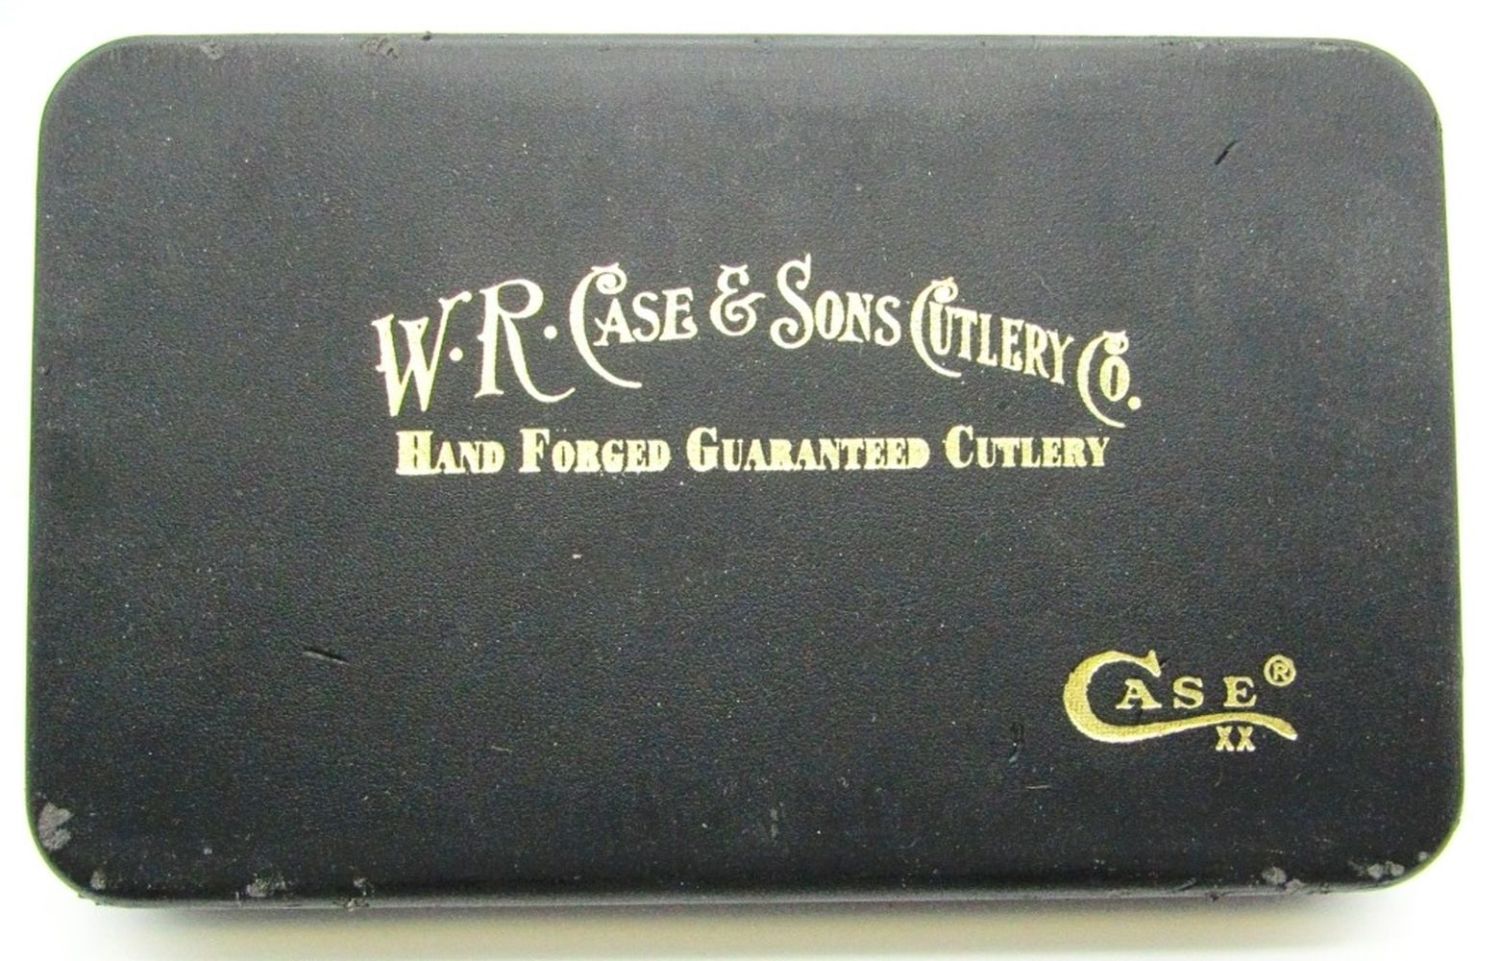 W. R. CASE & SONS CUTLERY CO.
HAND FORGED GUARANTEED CUTLERY
CASE®
XX